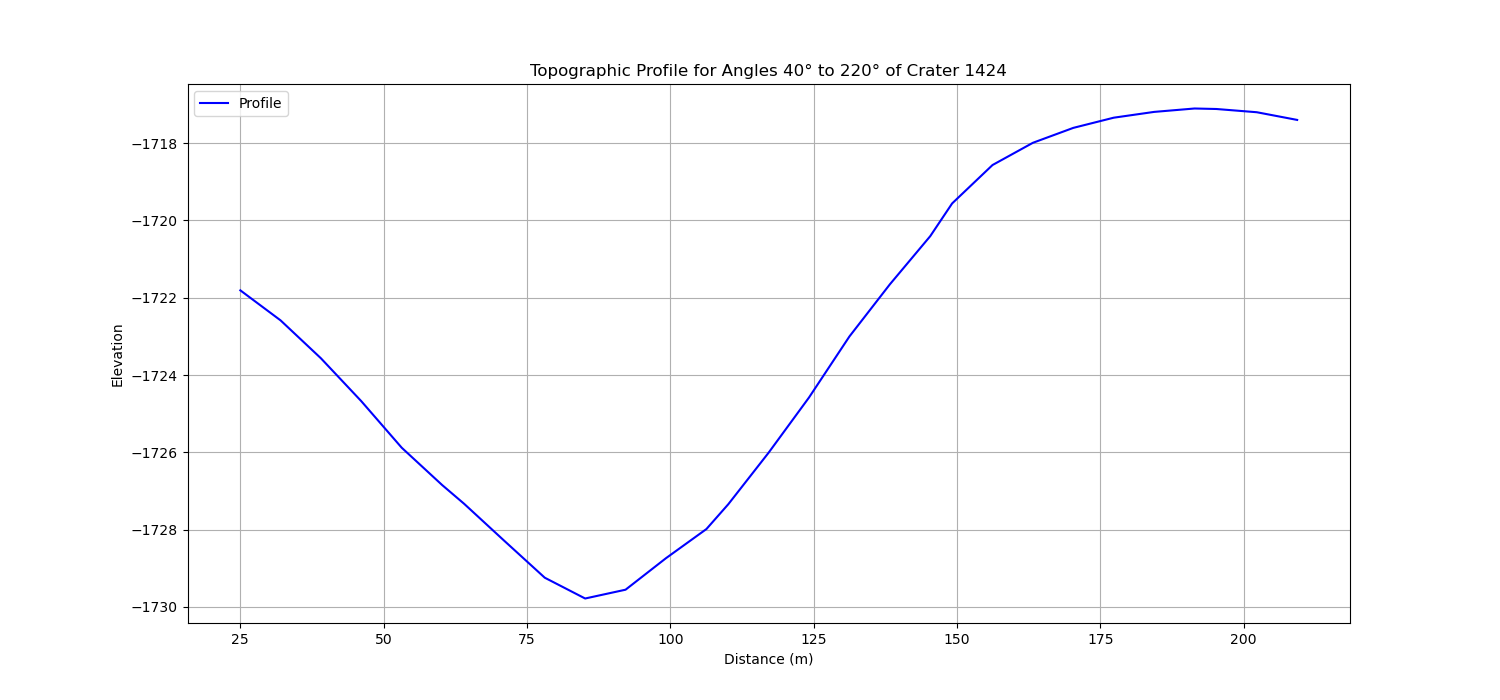 Topographic Profile for Angles 40° to 220° of Crater 1424
Profile
−1718
−1720
−1722
−1724
−1726
−1728
−1730
Elevation
25 50 75 100 125 150 175 200
Distance (m)